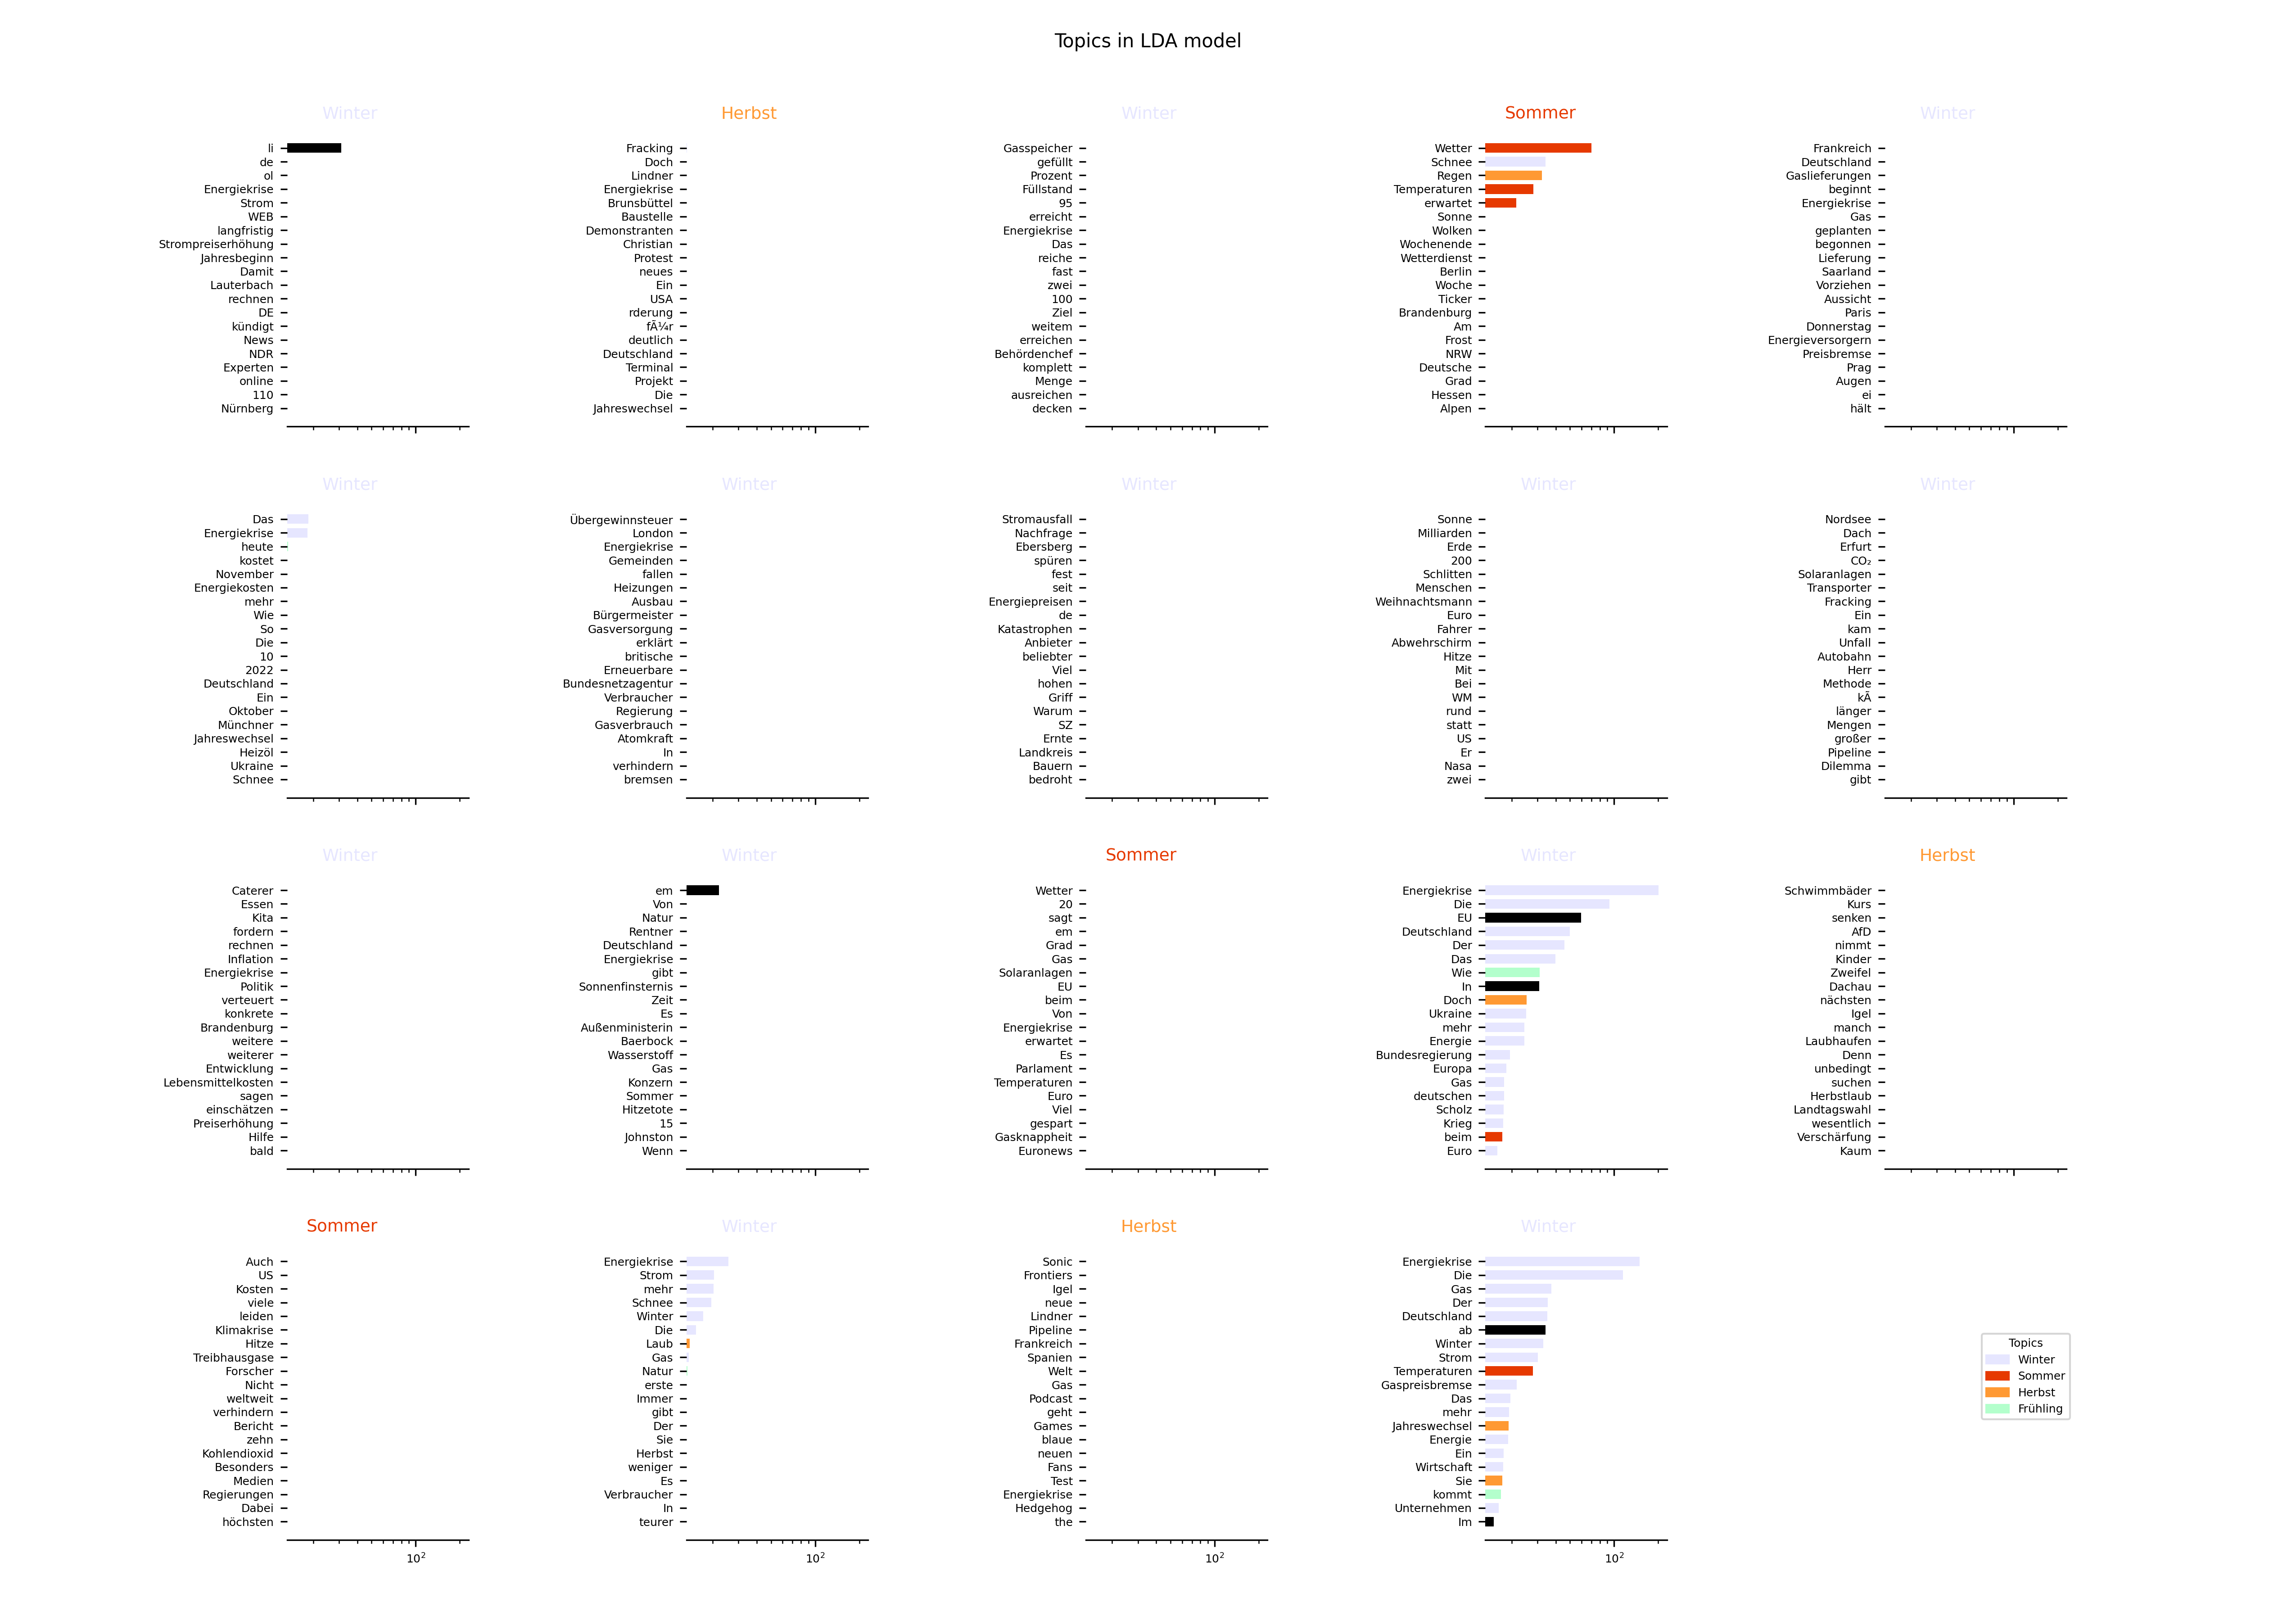 Topics in LDA model
Winter
li
de
ol
Energiekrise
Strom
WEB
langfristig
Strompreiserhöhung
Jahresbeginn
Damit
Lauterbach
rechnen
DE
kündigt
News
NDR
Experten
online
110
Nürnberg
Herbst
Fracking
Doch
Lindner
Energiekrise
Brunsbüttel
Baustelle
Demonstranten
Christian
Protest
neues
Ein
USA
rderung
fÃ¼r
deutlich
Deutschland
Terminal
Projekt
Die
Jahreswechsel
Winter
Gasspeicher
gefüllt
Prozent
Füllstand
95
erreicht
Energiekrise
Das
reiche
fast
zwei
100
Ziel
weitem
erreichen
Behördenchef
komplett
Menge
ausreichen
decken
Sommer
Wetter
Schnee
Regen
Temperaturen
erwartet
Sonne
Wolken
Wochenende
Wetterdienst
Berlin
Woche
Ticker
Brandenburg
Am
Frost
NRW
Deutsche
Grad
Hessen
Alpen
Winter
Frankreich
Deutschland
Gaslieferungen
beginnt
Energiekrise
Gas
geplanten
begonnen
Lieferung
Saarland
Vorziehen
Aussicht
Paris
Donnerstag
Energieversorgern
Preisbremse
Prag
Augen
ei
hält
Winter
Das
Energiekrise
heute
kostet
November
Energiekosten
mehr
Wie
So
Die
10
2022
Deutschland
Ein
Oktober
Münchner
Jahreswechsel
Heizöl
Ukraine
Schnee
Winter
Übergewinnsteuer
London
Energiekrise
Gemeinden
fallen
Heizungen
Ausbau
Bürgermeister
Gasversorgung
erklärt
britische
Erneuerbare
Bundesnetzagentur
Verbraucher
Regierung
Gasverbrauch
Atomkraft
In
verhindern
bremsen
Winter
Stromausfall
Nachfrage
Ebersberg
spüren
fest
seit
Energiepreisen
de
Katastrophen
Anbieter
beliebter
Viel
hohen
Griff
Warum
SZ
Ernte
Landkreis
Bauern
bedroht
Winter
Sonne
Milliarden
Erde
200
Schlitten
Menschen
Weihnachtsmann
Euro
Fahrer
Abwehrschirm
Hitze
Mit
Bei
WM
rund
statt
US
Er
Nasa
zwei
Winter
Nordsee
Dach
Erfurt
CO₂
Solaranlagen
Transporter
Fracking
Ein
kam
Unfall
Autobahn
Herr
Methode
kÃ
länger
Mengen
großer
Pipeline
Dilemma
gibt
Winter
Caterer
Essen
Kita
fordern
rechnen
Inflation
Energiekrise
Politik
verteuert
konkrete
Brandenburg
weitere
weiterer
Entwicklung
Lebensmittelkosten
sagen
einschätzen
Preiserhöhung
Hilfe
bald
Winter
em
Von
Natur
Rentner
Deutschland
Energiekrise
gibt
Sonnenfinsternis
Zeit
Es
Außenministerin
Baerbock
Wasserstoff
Gas
Konzern
Sommer
Hitzetote
15
Johnston
Wenn
Sommer
Wetter
20
sagt
em
Grad
Gas
Solaranlagen
EU
beim
Von
Energiekrise
erwartet
Es
Parlament
Temperaturen
Euro
Viel
gespart
Gasknappheit
Euronews
Winter
Energiekrise
Die
EU
Deutschland
Der
Das
Wie
In
Doch
Ukraine
mehr
Energie
Bundesregierung
Europa
Gas
deutschen
Scholz
Krieg
beim
Euro
Herbst
Schwimmbäder
Kurs
senken
AfD
nimmt
Kinder
Zweifel
Dachau
nächsten
Igel
manch
Laubhaufen
Denn
unbedingt
suchen
Herbstlaub
Landtagswahl
wesentlich
Verschärfung
Kaum
Sommer
Auch
US
Kosten
viele
leiden
Klimakrise
Hitze
Treibhausgase
Forscher
Nicht
weltweit
verhindern
Bericht
zehn
Kohlendioxid
Besonders
Medien
Regierungen
Dabei
höchsten
10²
Winter
Energiekrise
Strom
mehr
Schnee
Winter
Die
Laub
Gas
Natur
erste
Immer
gibt
Der
Sie
Herbst
weniger
Es
Verbraucher
In
teurer
10²
Herbst
Sonic
Frontiers
Igel
neue
Lindner
Pipeline
Frankreich
Spanien
Welt
Gas
Podcast
geht
Games
blaue
neuen
Fans
Test
Energiekrise
Hedgehog
the
10²
Winter
Energiekrise
Die
Gas
Der
Deutschland
ab
Winter
Strom
Temperaturen
Gaspreisbremse
Das
mehr
Jahreswechsel
Energie
Ein
Wirtschaft
Sie
kommt
Unternehmen
Im
10²
Topics
Winter
Sommer
Herbst
Frühling